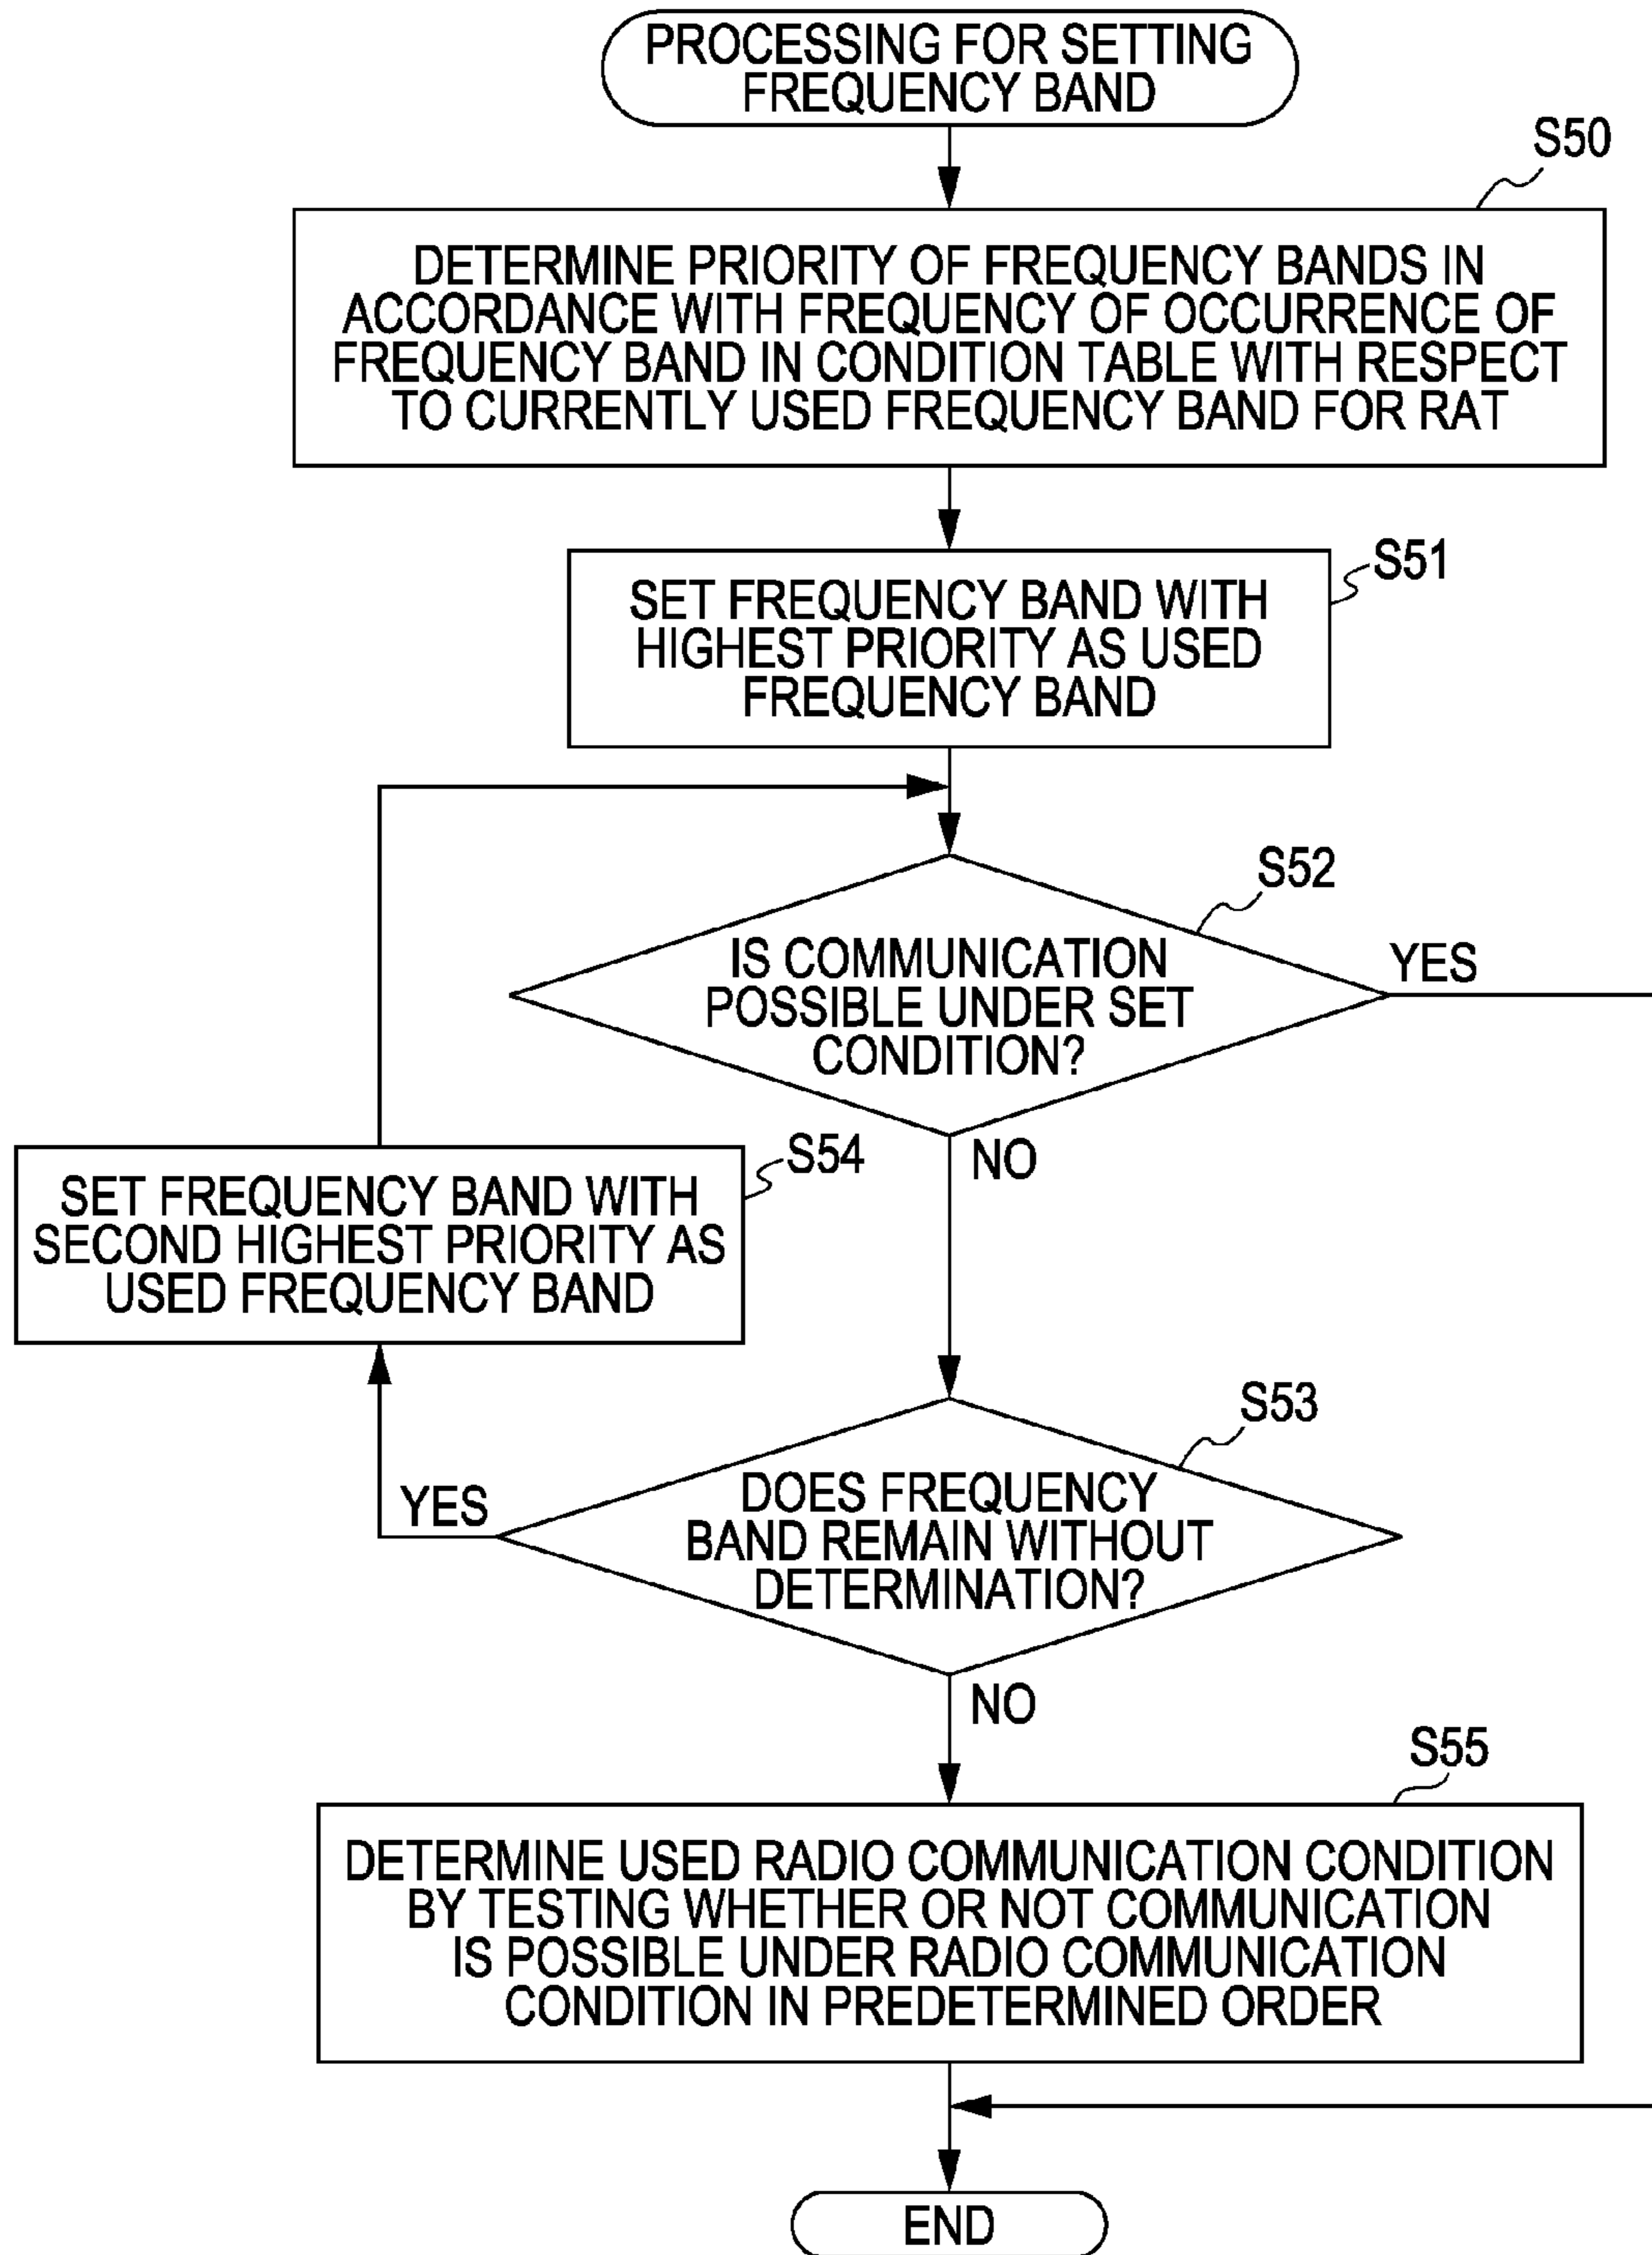 PROCESSING FOR SETTING
FREQUENCY BAND
S50
DETERMINE PRIORITY OF FREQUENCY BANDS IN
ACCORDANCE WITH FREQUENCY OF OCCURRENCE OF
FREQUENCY BAND IN CONDITION TABLE WITH RESPECT
TO CURRENTLY USED FREQUENCY BAND FOR RAT
S51
SET FREQUENCY BAND WITH
HIGHEST PRIORITY AS USED
FREQUENCY BAND
S52
IS COMMUNICATION
POSSIBLE UNDER SET
CONDITION?
YES
NO
S54
SET FREQUENCY BAND WITH
SECOND HIGHEST PRIORITY AS
USED FREQUENCY BAND
S53
DOES FREQUENCY
BAND REMAIN WITHOUT
DETERMINATION?
YES
NO
S55
DETERMINE USED RADIO COMMUNICATION CONDITION
BY TESTING WHETHER OR NOT COMMUNICATION
IS POSSIBLE UNDER RADIO COMMUNICATION
CONDITION IN PREDETERMINED ORDER
END